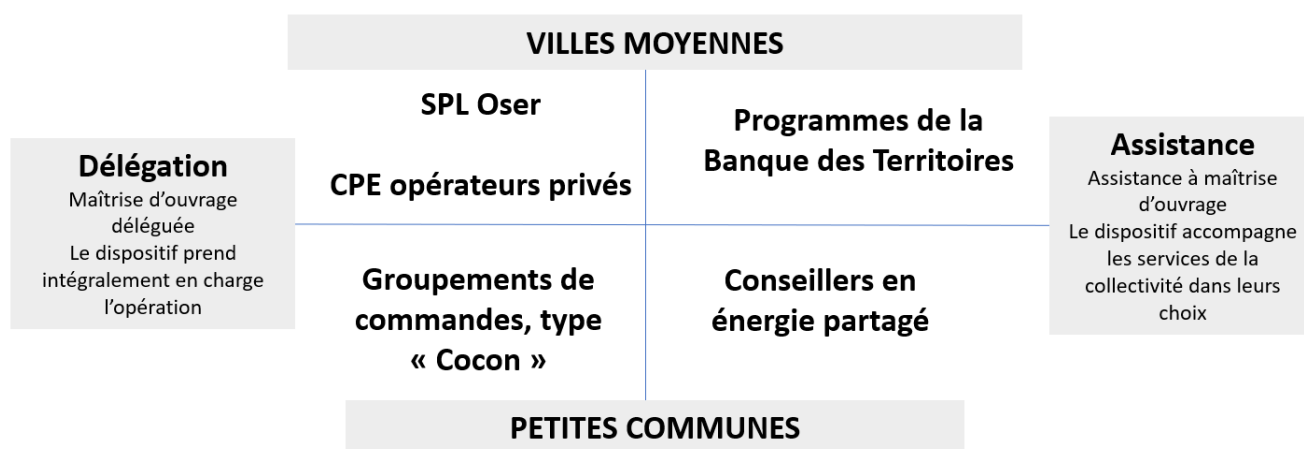 VILLES MOYENNES
SPL Oser
CPE opérateurs privés
Programmes de la
Banque des Territoires
Délégation
Maîtrise d’ouvrage
déléguée
Le dispositif prend
intégralement en charge
l’opération
Assistance
Assistance à maîtrise
d’ouvrage
Le dispositif accompagne
les services de la
collectivité dans leurs
choix
Groupements de
commandes, type
« Cocon »
Conseillers en
énergie partagé
PETITES COMMUNES